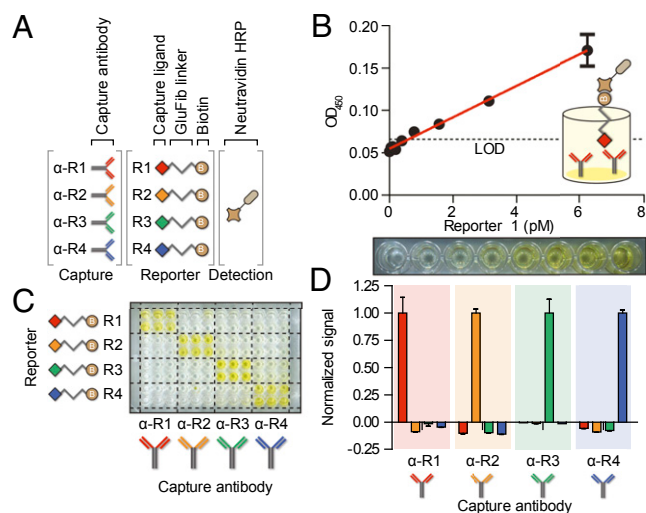 A
Capture antibody
Capture ligand
GluFib linker
Biotin
Neutravidin HRP
α-R1
α-R2
α-R3
α-R4
R1
R2
R3
R4
B
B
B
B
Capture
Reporter
Detection
B
OD450
0.20
0.15
0.10
0.05
0.00
LOD
B
0
2
4
6
8
Reporter 1 (pM)
C
Reporter
B
R1
B
R2
B
R3
B
R4
α-R1
α-R2
α-R3
α-R4
Capture antibody
D
Normalized signal
1.25
1.00
0.75
0.50
0.25
0.00
-0.25
α-R1
α-R2
α-R3
α-R4
Capture antibody